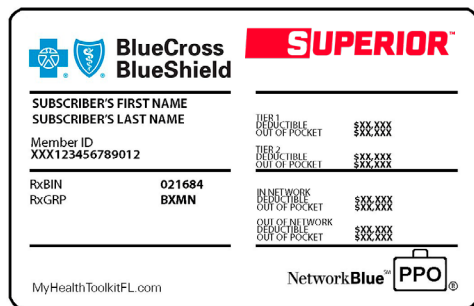 BlueCross
BlueShield
SUPERIOR™
SUBSCRIBER'S FIRST NAME
SUBSCRIBER'S LAST NAME
Member ID
XXX123456789012
RxBIN 021684
RxGRP BXMN
MyHealthToolkitFL.com
TIER 1
DEDUCTIBLE $XX,XXX
OUT OF POCKET $XX,XXX
TIER 2
DEDUCTIBLE $XX,XXX
OUT OF POCKET $XX,XXX
IN NETWORK
DEDUCTIBLE $XX,XXX
OUT OF POCKET $XX,XXX
OUT OF NETWORK
DEDUCTIBLE $XX,XXX
OUT OF POCKET $XX,XXX
NetworkBlue℠ PPO ®